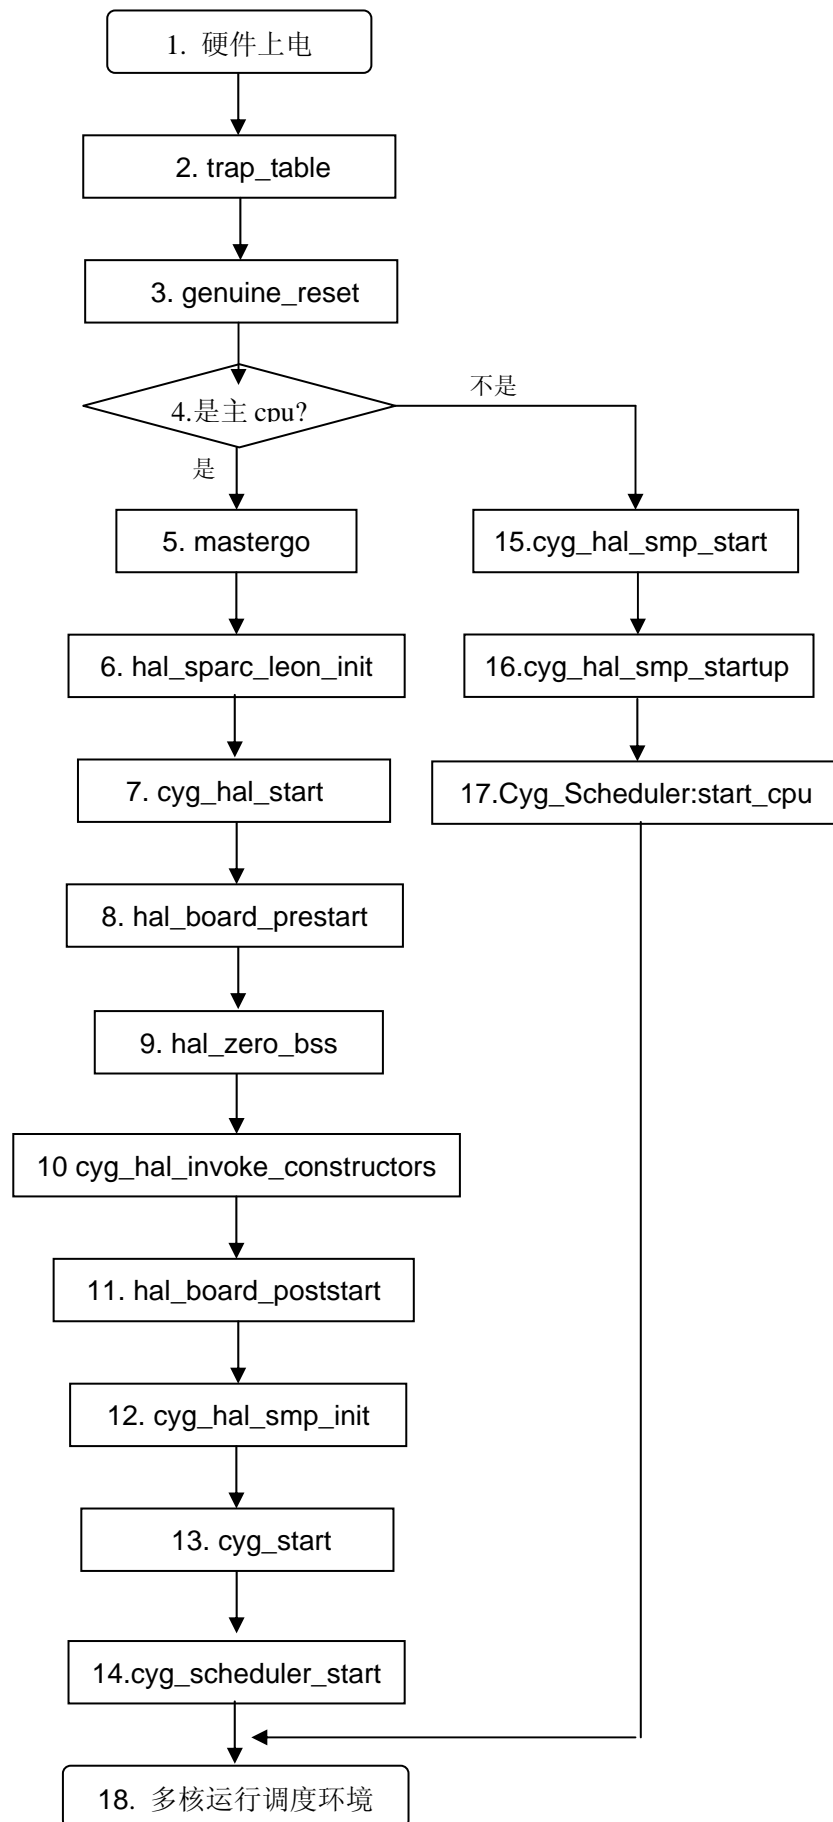 1. 硬件上电
2. trap_table
3. genuine_reset
4.是主 cpu?
不是
是
5. mastergo
15.cyg_hal_smp_start
6. hal_sparc_leon_init
16.cyg_hal_smp_startup
7. cyg_hal_start
17.Cyg_Scheduler:start_cpu
8. hal_board_prestart
9. hal_zero_bss
10 cyg_hal_invoke_constructors
11. hal_board_poststart
12. cyg_hal_smp_init
13. cyg_start
14.cyg_scheduler_start
18. 多核运行调度环境